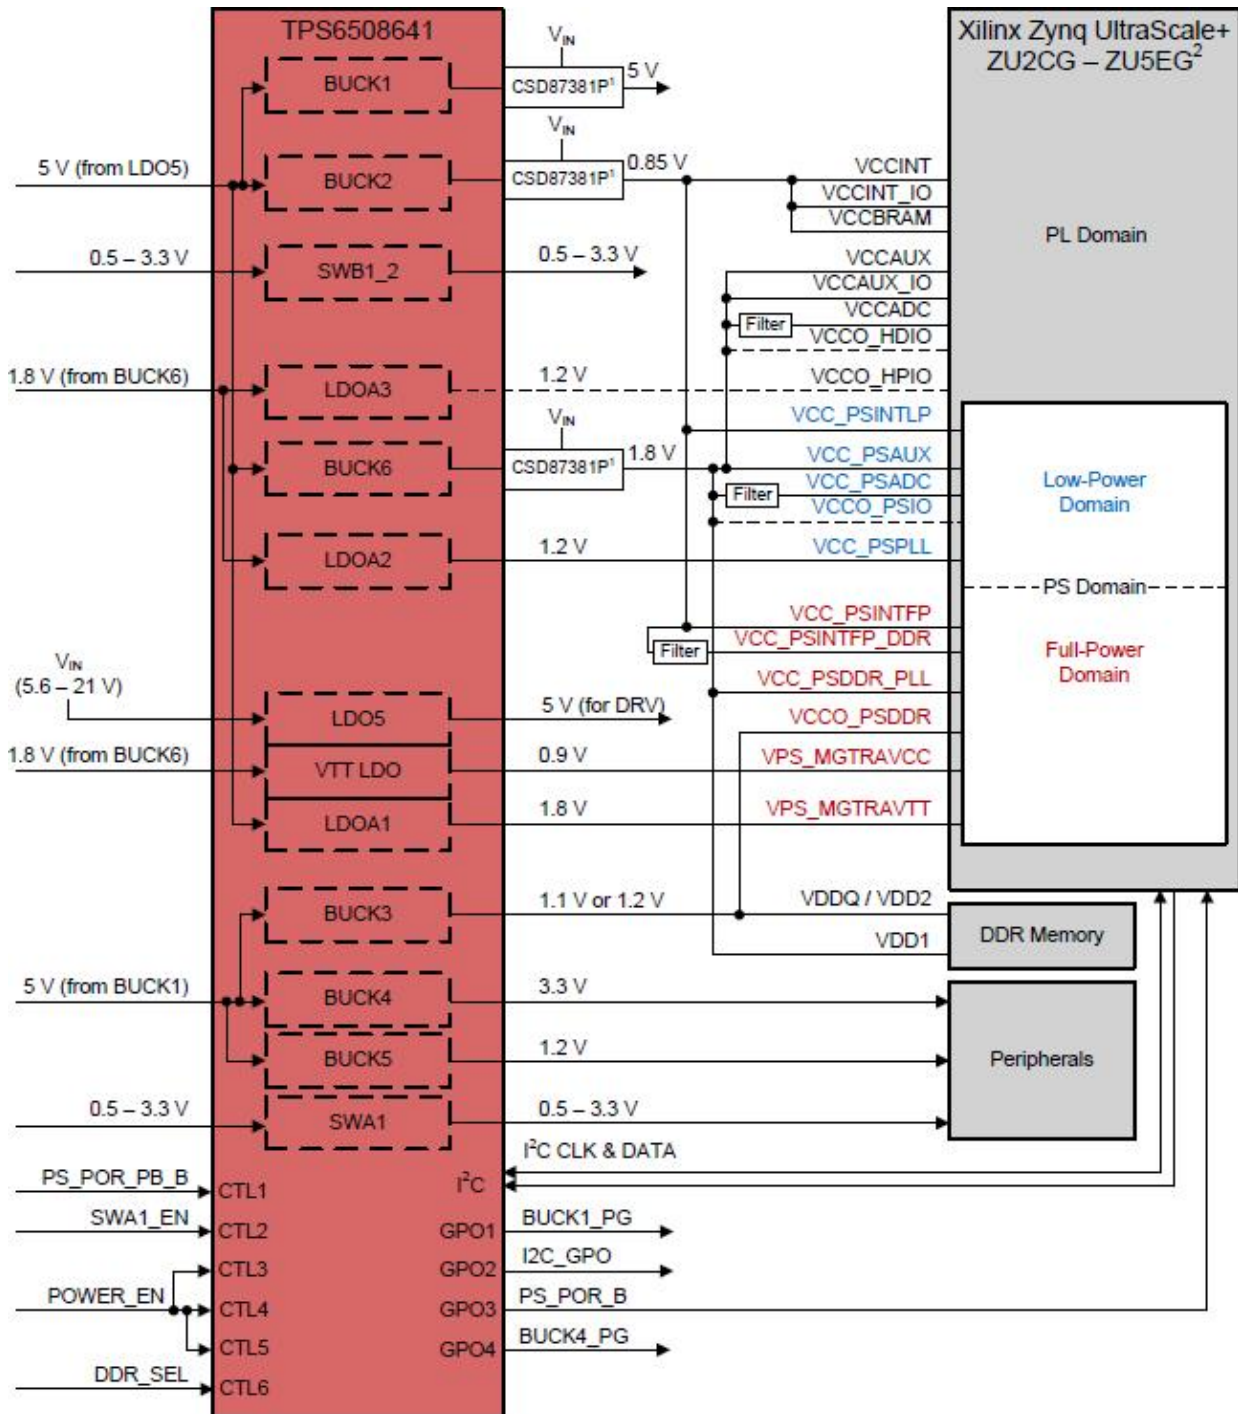 TPS6508641
Xilinx Zynq UltraScale+
ZU2CG – ZU5EG²
BUCK1
V_IN
CSD87381P¹
5 V
5 V (from LDO5)
BUCK2
V_IN
CSD87381P¹
0.85 V
VCCINT
VCCINT_IO
VCCBRAM
PL Domain
0.5 – 3.3 V
SWB1_2
0.5 – 3.3 V
VCCAUX
VCCAUX_IO
Filter
VCCADC
VCCO_HDIO
1.8 V (from BUCK6)
LDOA3
1.2 V
VCCO_HPIO
VCC_PSINTLP
BUCK6
V_IN
CSD87381P¹
1.8 V
VCC_PSAUX
Filter
VCC_PSADC
VCCO_PSIO
Low-Power
Domain
LDOA2
1.2 V
VCC_PSPLL
PS Domain
VCC_PSINTFP
Filter
VCC_PSINTFP_DDR
Full-Power
Domain
VCC_PSDDR_PLL
V_IN
(5.6 – 21 V)
LDO5
5 V (for DRV)
VCCO_PSDDR
1.8 V (from BUCK6)
VTT LDO
0.9 V
VPS_MGTRAVCC
LDOA1
1.8 V
VPS_MGTRAVTT
BUCK3
1.1 V or 1.2 V
VDDQ / VDD2
VDD1
DDR Memory
5 V (from BUCK1)
BUCK4
3.3 V
BUCK5
1.2 V
Peripherals
0.5 – 3.3 V
SWA1
0.5 – 3.3 V
I²C CLK & DATA
PS_POR_PB_B
CTL1
I²C
SWA1_EN
CTL2
GPO1
BUCK1_PG
CTL3
GPO2
I2C_GPO
POWER_EN
CTL4
GPO3
PS_POR_B
CTL5
GPO4
BUCK4_PG
DDR_SEL
CTL6